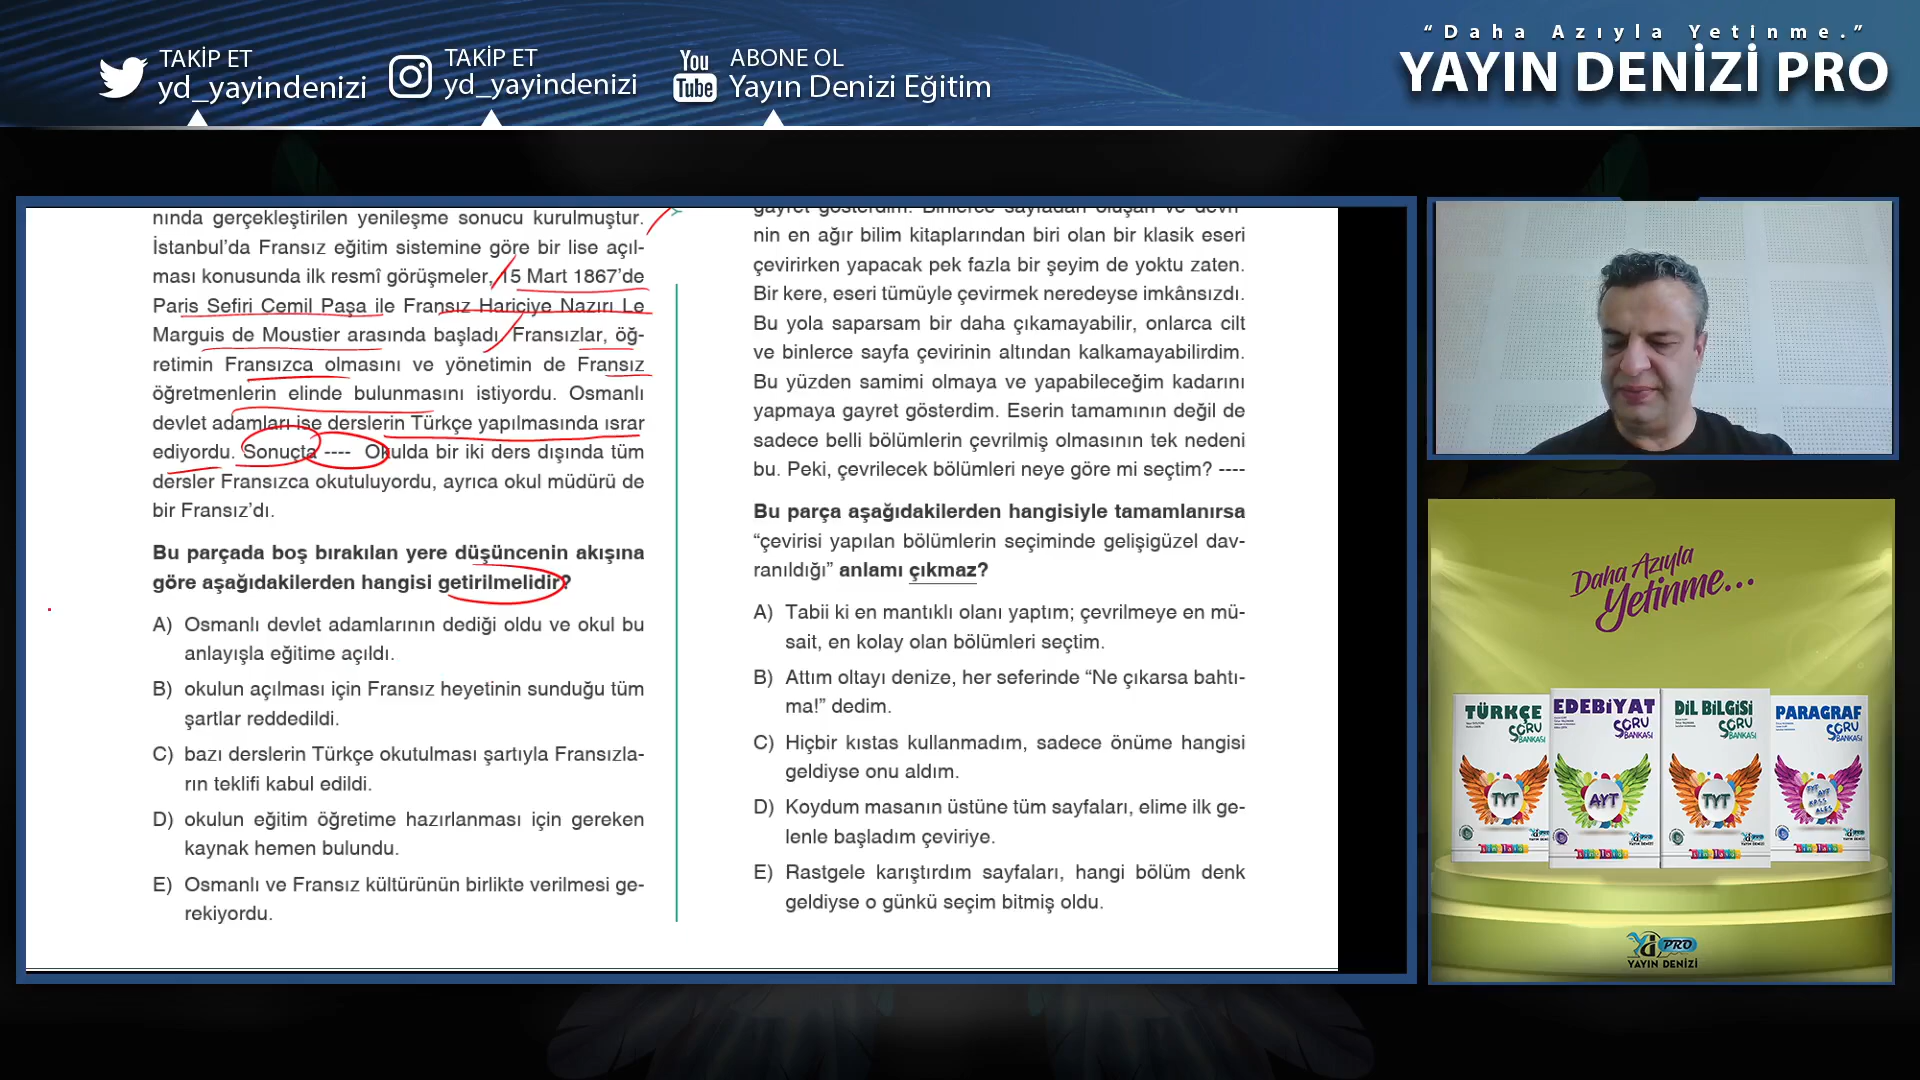 TAKİP ET
yd_yayindenizi
TAKİP ET
yd_yayindenizi
You
Tube
ABONE OL
Yayın Denizi Eğitim
“Daha Azıyla Yetinme.”
YAYIN DENİZİ PRO
nında gerçekleştirilen yenileşme sonucu kurulmuştur.
İstanbul’da Fransız eğitim sistemine göre bir lise açıl-
ması konusunda ilk resmî görüşmeler, 15 Mart 1867’de
Paris Sefiri Cemil Paşa ile Fransız Hariciye Nazırı Le
Marguis de Moustier arasında başladı. Fransızlar, öğ-
retimin Fransızca olmasını ve yönetimin de Fransız
öğretmenlerin elinde bulunmasını istiyordu. Osmanlı
devlet adamları ise derslerin Türkçe yapılmasında ısrar
ediyordu. Sonuçta ---- Okulda bir iki ders dışında tüm
dersler Fransızca okutuluyordu, ayrıca okul müdürü de
bir Fransız’dı.
Bu parçada boş bırakılan yere düşüncenin akışına
göre aşağıdakilerden hangisi getirilmelidir?
A) Osmanlı devlet adamlarının dediği oldu ve okul bu
anlayışla eğitime açıldı.
B) okulun açılması için Fransız heyetinin sunduğu tüm
şartlar reddedildi.
C) bazı derslerin Türkçe okutulması şartıyla Fransızla-
rın teklifi kabul edildi.
D) okulun eğitim öğretime hazırlanması için gereken
kaynak hemen bulundu.
E) Osmanlı ve Fransız kültürünün birlikte verilmesi ge-
rekiyordu.
gayret gösterdim. Binlerce sayfadan oluşan ve devri-
nin en ağır bilim kitaplarından biri olan bir klasik eseri
çevirirken yapacak pek fazla bir şeyim de yoktu zaten.
Bir kere, eseri tümüyle çevirmek neredeyse imkânsızdı.
Bu yola saparsam bir daha çıkamayabilir, onlarca cilt
ve binlerce sayfa çevirinin altından kalkamayabilirdim.
Bu yüzden samimi olmaya ve yapabileceğim kadarını
yapmaya gayret gösterdim. Eserin tamamının değil de
sadece belli bölümlerin çevrilmiş olmasının tek nedeni
bu. Peki, çevrilecek bölümleri neye göre mi seçtim? ----
Bu parça aşağıdakilerden hangisiyle tamamlanırsa
“çevirisi yapılan bölümlerin seçiminde gelişigüzel dav-
ranıldığı” anlamı çıkmaz?
A) Tabii ki en mantıklı olanı yaptım; çevrilmeye en mü-
sait, en kolay olan bölümleri seçtim.
B) Attım oltayı denize, her seferinde “Ne çıkarsa bahtı-
ma!” dedim.
C) Hiçbir kıstas kullanmadım, sadece önüme hangisi
geldiyse onu aldım.
D) Koydum masanın üstüne tüm sayfaları, elime ilk ge-
lenle başladım çeviriye.
E) Rastgele karıştırdım sayfaları, hangi bölüm denk
geldiyse o günkü seçim bitmiş oldu.
Daha Azıyla
Yetinme...
TÜRKÇE
SORU
BANKASI
TYT
EDEBİYAT
SORU
BANKASI
AYT
DİL BİLGİSİ
SORU
BANKASI
TYT
PARAGRAF
SORU
BANKASI
PRO
YAYIN DENİZİ